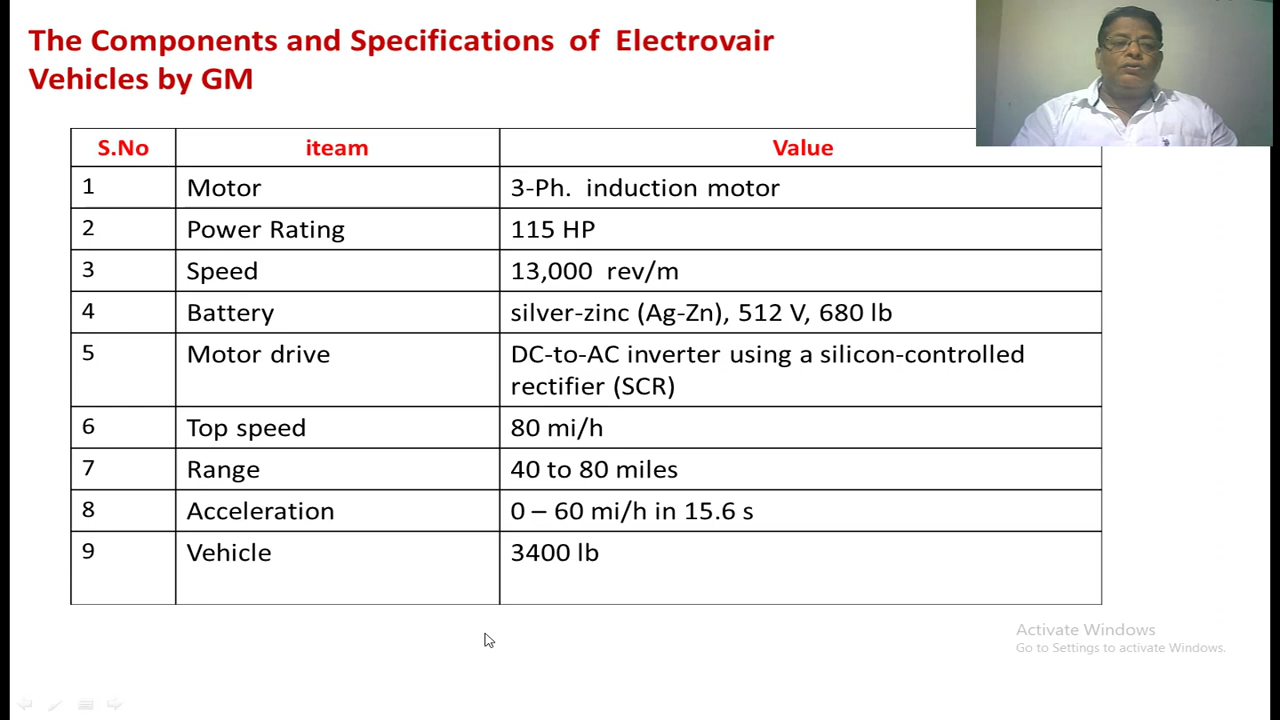 The Components and Specifications of Electrovair
Vehicles by GM
S.No iteam Value
1 Motor 3-Ph. induction motor
2 Power Rating 115 HP
3 Speed 13,000 rev/m
4 Battery silver-zinc (Ag-Zn), 512 V, 680 lb
5 Motor drive DC-to-AC inverter using a silicon-controlled
rectifier (SCR)
6 Top speed 80 mi/h
7 Range 40 to 80 miles
8 Acceleration 0 – 60 mi/h in 15.6 s
9 Vehicle 3400 lb
Activate Windows
Go to Settings to activate Windows.